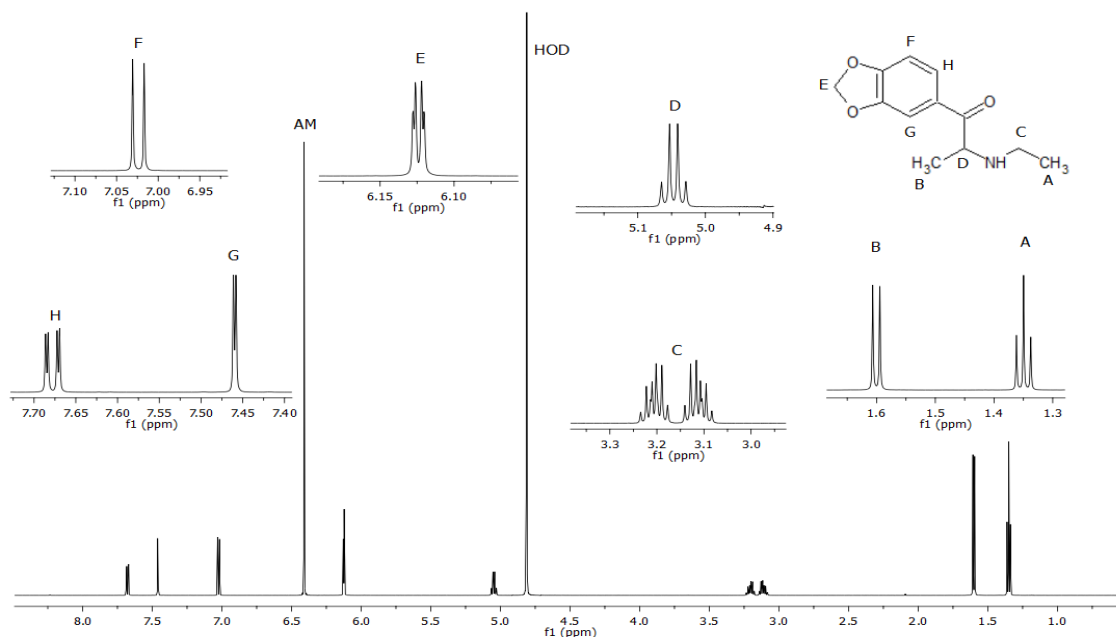 F
7.10 7.05 7.00 6.95
f1 (ppm)
AM
E
6.15 6.10
f1 (ppm)
HOD
D
5.1 5.0 4.9
f1 (ppm)
F
O
H
E
O
O
G
C
H₃C
D
NH
CH₃
B
A
H
G
7.70 7.65 7.60 7.55 7.50 7.45 7.40
f1 (ppm)
C
3.3 3.2 3.1 3.0
f1 (ppm)
B
A
1.6 1.5 1.4 1.3
f1 (ppm)
8.0 7.5 7.0 6.5 6.0 5.5 5.0 4.5 4.0 3.5 3.0 2.5 2.0 1.5 1.0
f1 (ppm)